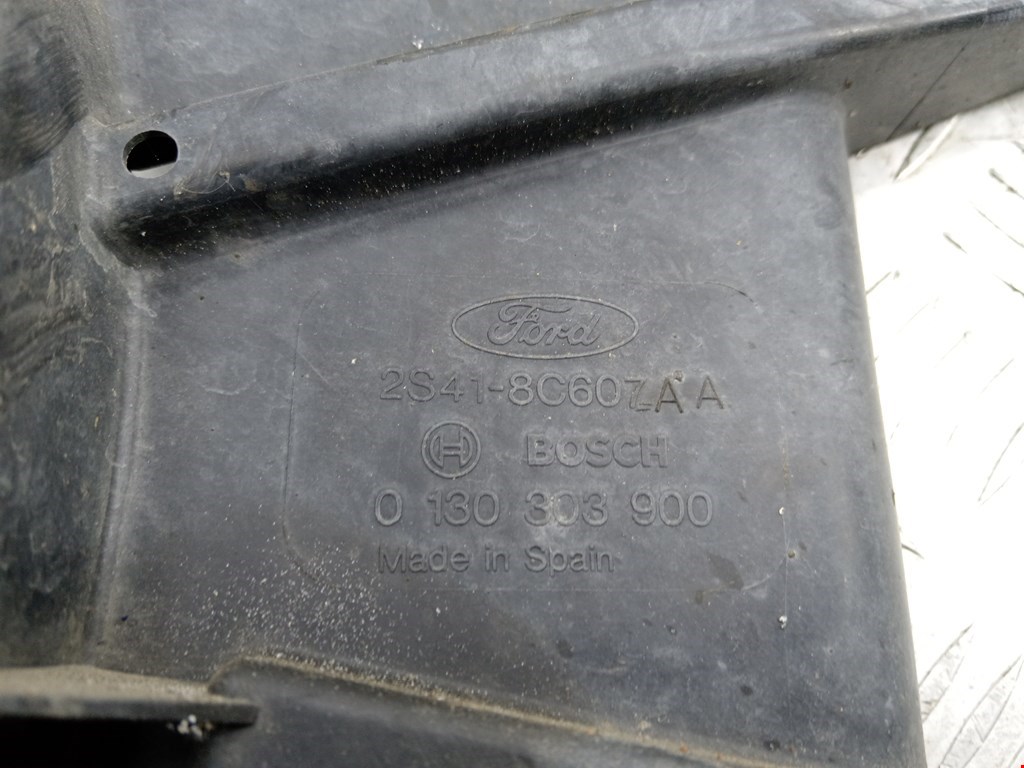 Ford
2S41-8C607AA
BOSCH
0 130 303 900
Made in Spain